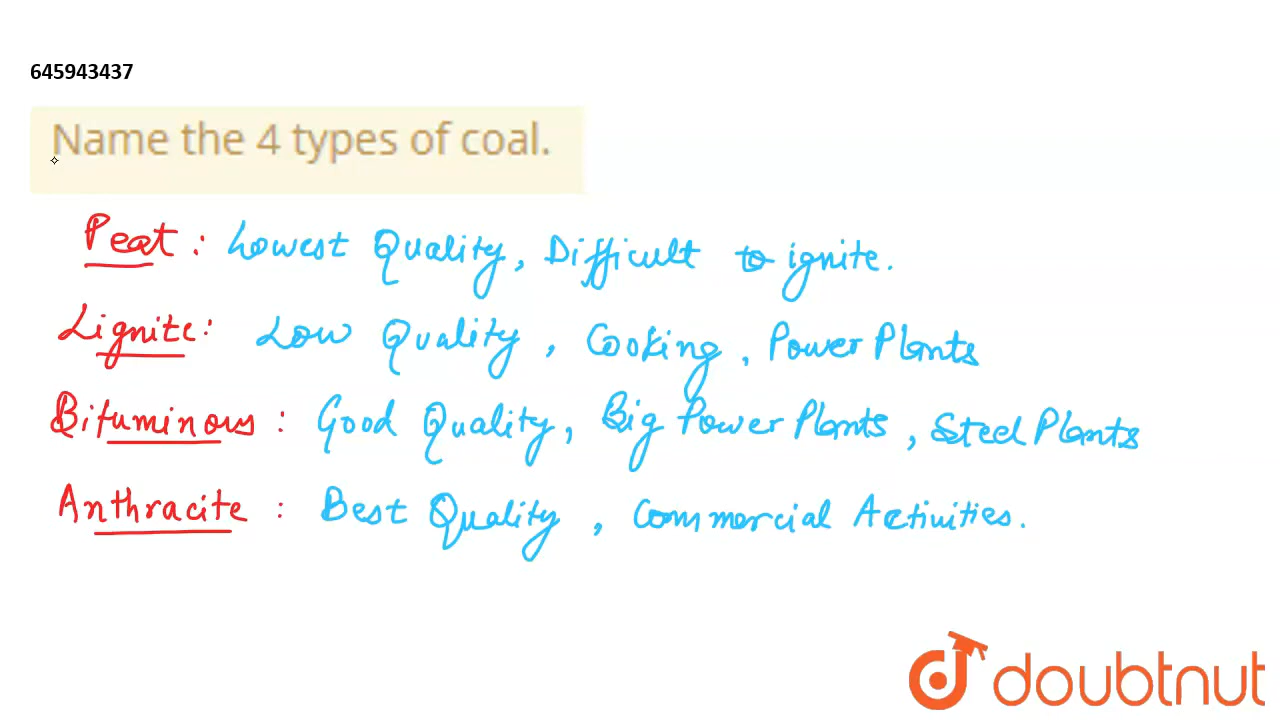 645943437
Name the 4 types of coal.
Peat : Lowest Quality, Difficult to ignite.
Lignite : Low Quality, Cooking, Power Plants
Bituminous : Good Quality, Big Power Plants, Steel Plants
Anthracite : Best Quality, Commercial Activities.
doubtnut